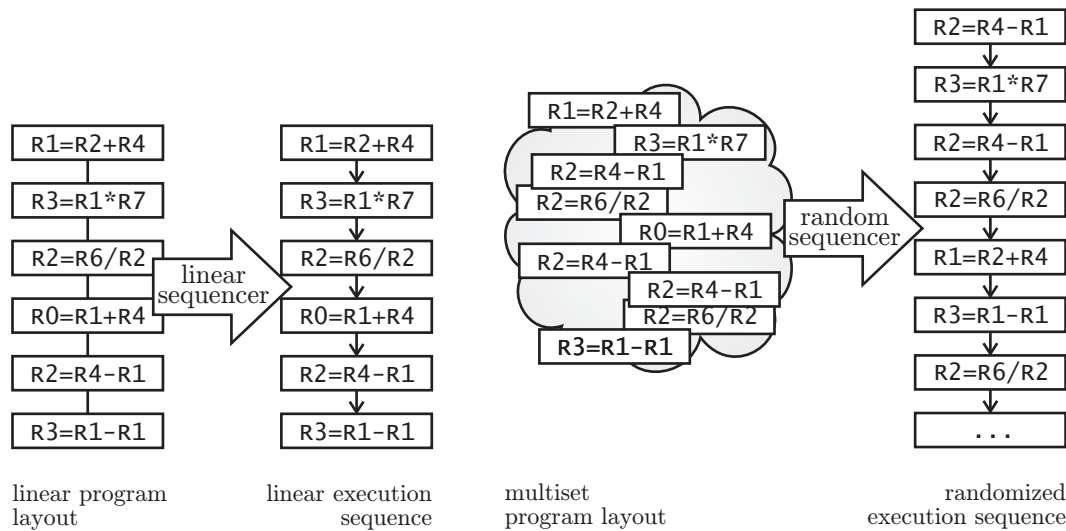 R1=R2+R4
R3=R1*R7
R2=R6/R2
R0=R1+R4
R2=R4-R1
R3=R1-R1
linear program
layout
linear
sequencer
R1=R2+R4
R3=R1*R7
R2=R6/R2
R0=R1+R4
R2=R4-R1
R3=R1-R1
linear execution
sequence
R1=R2+R4
R3=R1*R7
R2=R4-R1
R2=R6/R2
R0=R1+R4
R2=R4-R1
R2=R4-R1
R2=R6/R2
R3=R1-R1
multiset
program layout
random
sequencer
R2=R4-R1
R3=R1*R7
R2=R4-R1
R2=R6/R2
R1=R2+R4
R3=R1-R1
R2=R6/R2
...
randomized
execution sequence